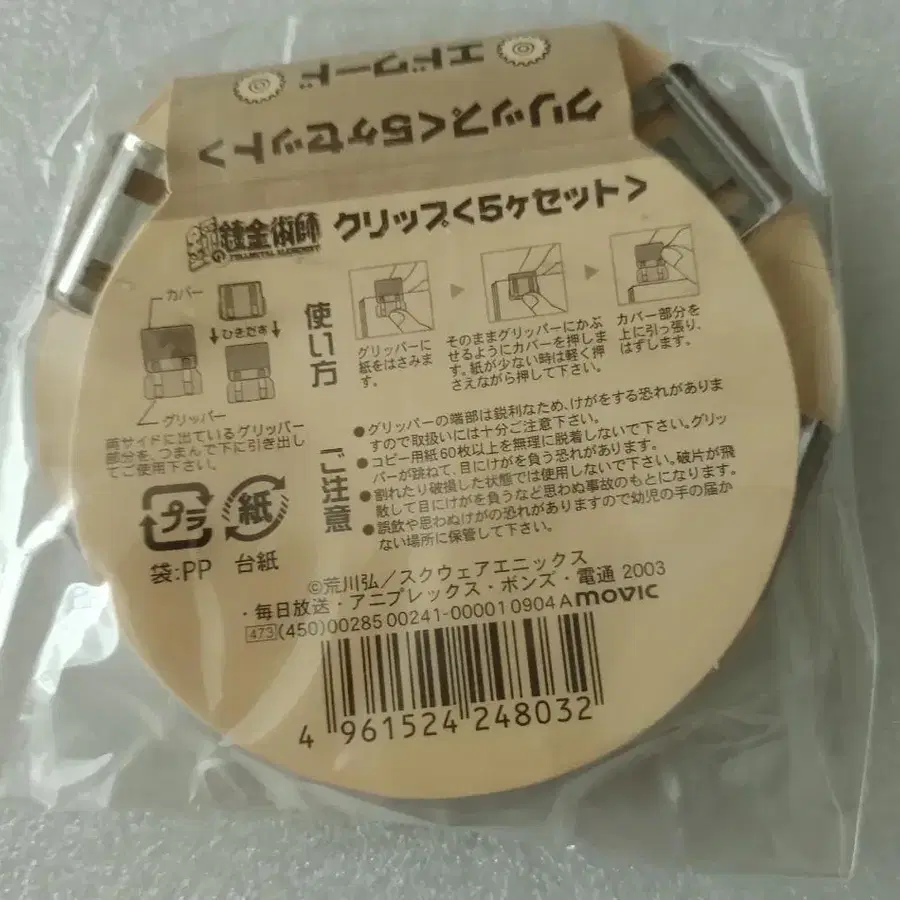 エドワード
クリップ<5ヶセット>
鋼の錬金術師
FULLMETAL ALCHEMIST
クリップ<5ヶセット>
カバー
ひきだす
グリッパー
両サイドに出ているグリッパー
部分を、つまんで下に引き出し
てご使用下さい。
使い方
グリッパーに
紙をはさみま
す。
そのままグリッパーにかぶ
せるようにカバーを押しま
す。紙が少ない時は軽く押
さえながら押して下さい。
カバー部分を
上に引っ張り、
はずします。
ご注意
●グリッパーの端部は鋭利なため、けがをする恐れがありま
すので取扱いには十分ご注意下さい。
●コピー用紙60枚以上を無理に脱着しないで下さい。グリッ
パーが跳ねて、目にけがを負う恐れがあります。
●割れたり破損した状態では使用しないで下さい。破片が飛
散して目にけがを負うなど思わぬ事故のもとになります。
●誤飲や思わぬけがの恐れがありますので幼児の手の届か
ない場所に保管して下さい。
プラ
袋:PP
紙
台紙
©荒川弘/スクウェアエニックス
・毎日放送・アニプレックス・ボンズ・電通 2003
473 (450)00285 00241-00001 0904 A movic
4 961524 248032